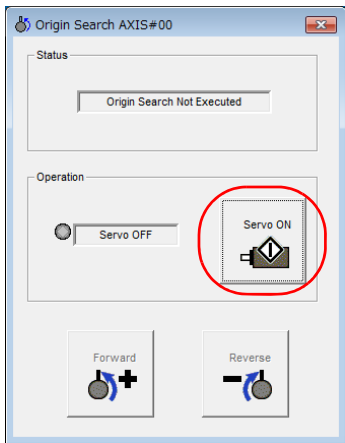 Origin Search AXIS#00
Status
Origin Search Not Executed
Operation
Servo OFF
Servo ON
Forward
Reverse